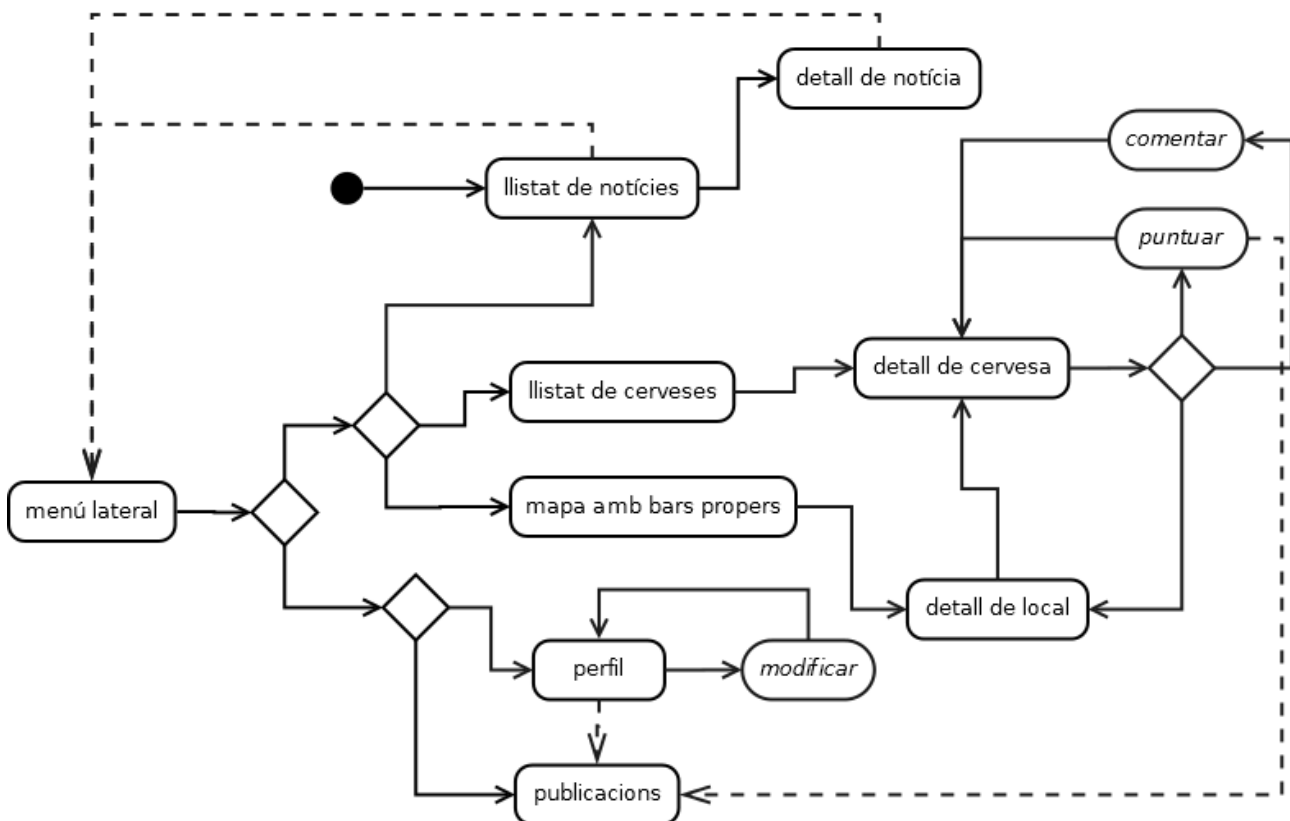 detall de notícia
comentar
llistat de notícies
puntuar
detall de cervesa
llistat de cerveses
menú lateral
mapa amb bars propers
detall de local
perfil
modificar
publicacions